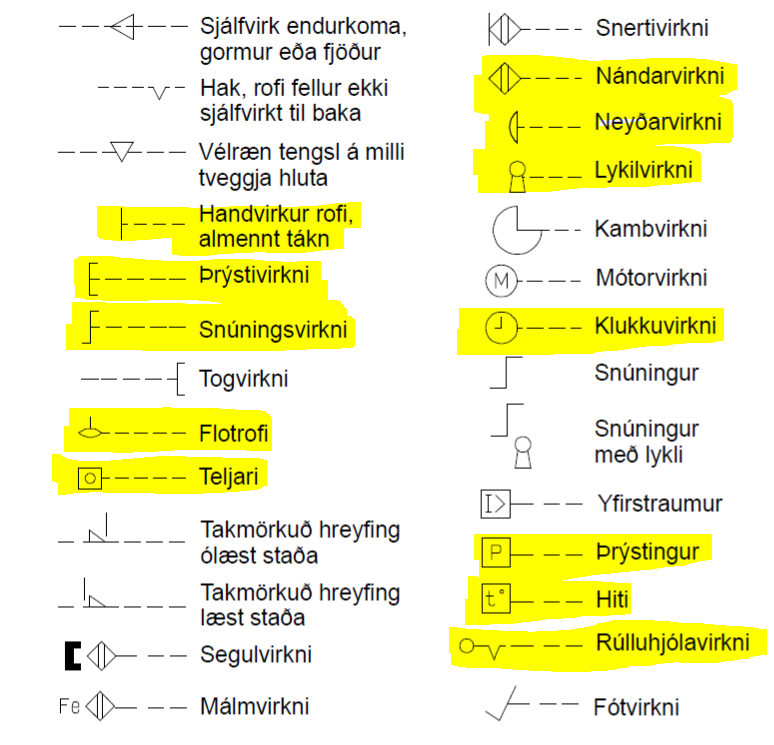 Sjálfvirk endurkoma,
gormur eða fjöður
Hak, rofi fellur ekki
sjálfvirkt til baka
Vélræn tengsl á milli
tveggja hluta
Handvirkur rofi,
almennt tákn
Þrýstivirkni
Snúningsvirkni
Togvirkni
Flotrofi
Teljari
Takmörkuð hreyfing
ólæst staða
Takmörkuð hreyfing
læst staða
Segulvirkni
Fe Málmvirkni
Snertivirkni
Nándarvirkni
Neyðarvirkni
Lykilvirkni
Kambvirkni
M Mótorvirkni
Klukkuvirkni
Snúningur
Snúningur
með lykli
I> Yfirstraumur
P Þrýstingur
t° Hiti
Rúlluhjólavirkni
Fótvirkni